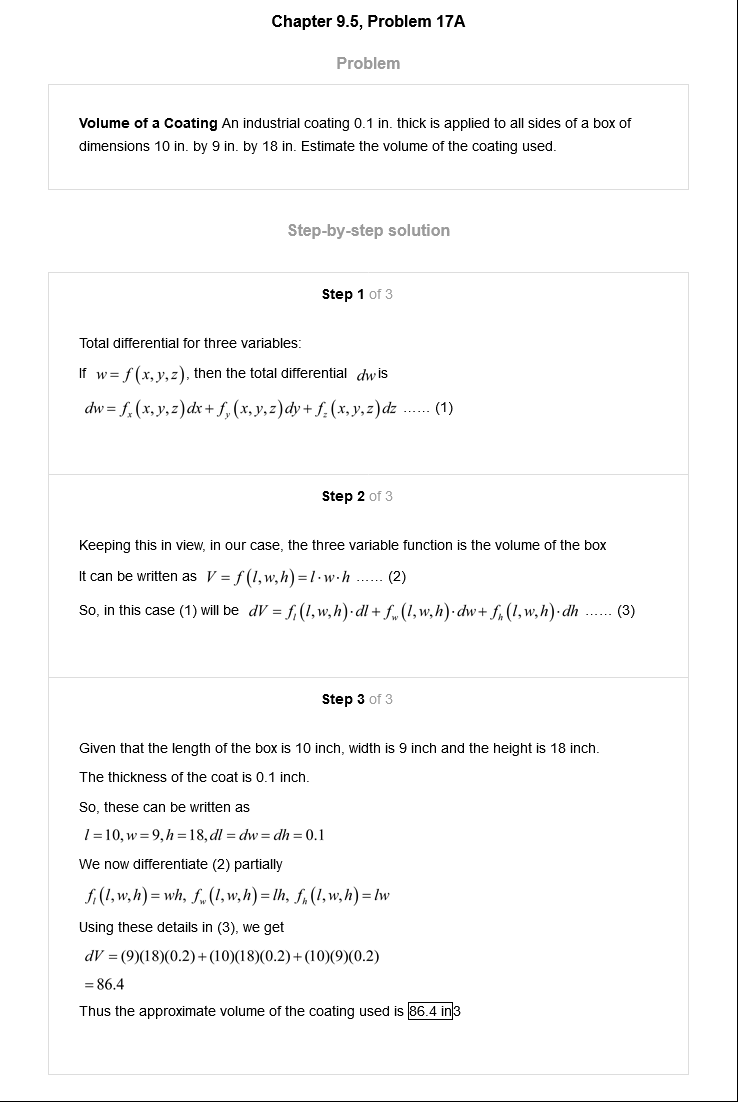 Chapter 9.5, Problem 17A
Problem
Volume of a Coating An industrial coating 0.1 in. thick is applied to all sides of a box of
dimensions 10 in. by 9 in. by 18 in. Estimate the volume of the coating used.
Step-by-step solution
Step 1 of 3
Total differential for three variables:
If w = f(x, y, z), then the total differential dw is
dw = fₓ(x, y, z)dx + f_y(x, y, z)dy + f_z(x, y, z)dz ...... (1)
Step 2 of 3
Keeping this in view, in our case, the three variable function is the volume of the box
It can be written as V = f(l, w, h) = l · w · h ...... (2)
So, in this case (1) will be dV = f_l(l, w, h) · dl + f_w(l, w, h) · dw + f_h(l, w, h) · dh ...... (3)
Step 3 of 3
Given that the length of the box is 10 inch, width is 9 inch and the height is 18 inch.
The thickness of the coat is 0.1 inch.
So, these can be written as
l = 10, w = 9, h = 18, dl = dw = dh = 0.1
We now differentiate (2) partially
f_l(l, w, h) = wh, f_w(l, w, h) = lh, f_h(l, w, h) = lw
Using these details in (3), we get
dV = (9)(18)(0.2) + (10)(18)(0.2) + (10)(9)(0.2)
= 86.4
Thus the approximate volume of the coating used is 86.4 in3